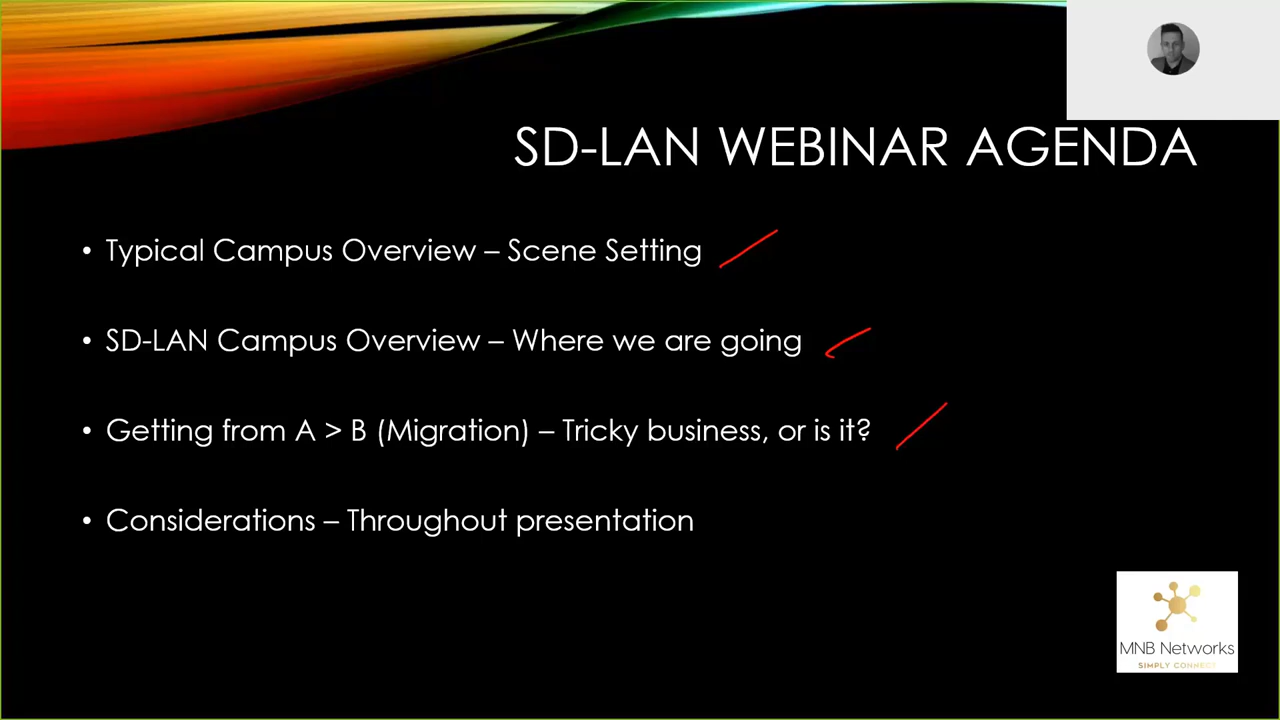 SD-LAN WEBINAR AGENDA
• Typical Campus Overview – Scene Setting
• SD-LAN Campus Overview – Where we are going
• Getting from A > B (Migration) – Tricky business, or is it?
• Considerations – Throughout presentation
MNB Networks
SIMPLY CONNECT